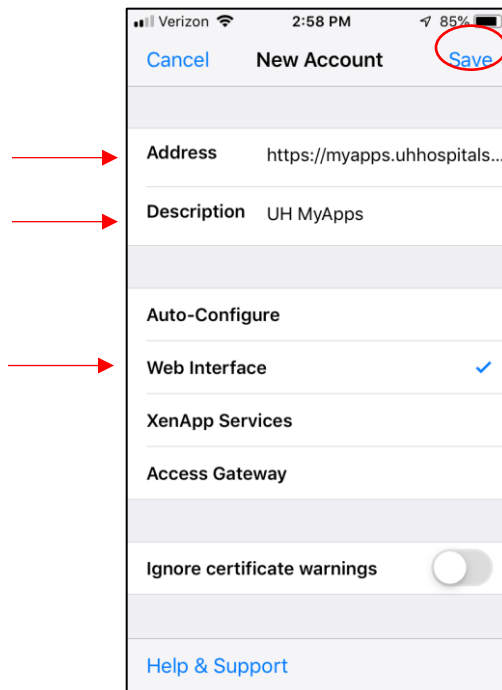 Verizon 2:58 PM 85%
Cancel New Account Save
Address https://myapps.uhhospitals...
Description UH MyApps
Auto-Configure
Web Interface
XenApp Services
Access Gateway
Ignore certificate warnings
Help & Support